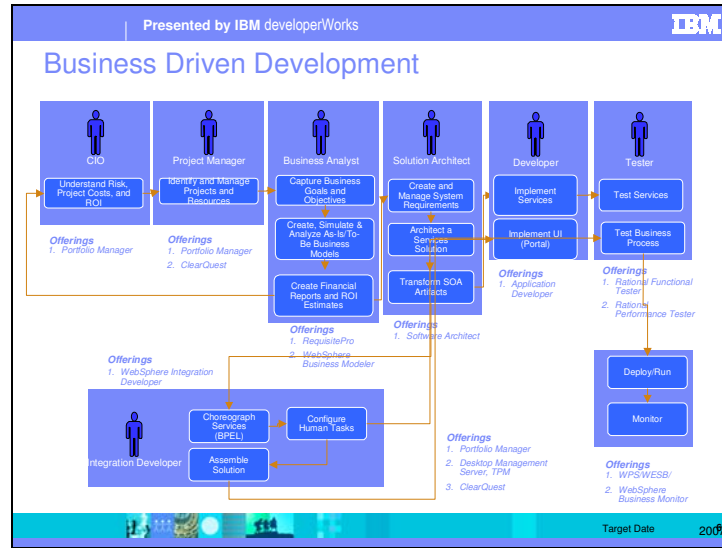 Presented by IBM developerWorks
IBM
Business Driven Development
CIO
Understand Risk,
Project Costs, and
ROI
Offerings
1. Portfolio Manager
Project Manager
Identify and Manage
Projects and
Resources
Offerings
1. Portfolio Manager
2. ClearQuest
Business Analyst
Capture Business
Goals and
Objectives
Create, Simulate &
Analyze As-Is/To-
Be Business
Models
Create Financial
Reports and ROI
Estimates
Offerings
1. RequisitePro
2. WebSphere
Business Modeler
Solution Architect
Create and
Manage System
Requirements
Architect a
Services
Solution
Transform SOA
Artifacts
Offerings
1. Software Architect
Developer
Implement
Services
Implement UI
(Portal)
Offerings
1. Application
Developer
Tester
Test Services
Test Business
Process
Offerings
1. Rational Functional
Tester
2. Rational
Performance Tester
Offerings
1. WebSphere Integration
Developer
Integration Developer
Choreograph
Services
(BPEL)
Configure
Human Tasks
Assemble
Solution
Offerings
1. Portfolio Manager
2. Desktop Management
Server, TPM
3. ClearQuest
Deploy/Run
Monitor
Offerings
1. WPS/WESB/
2. WebSphere
Business Monitor
Target Date